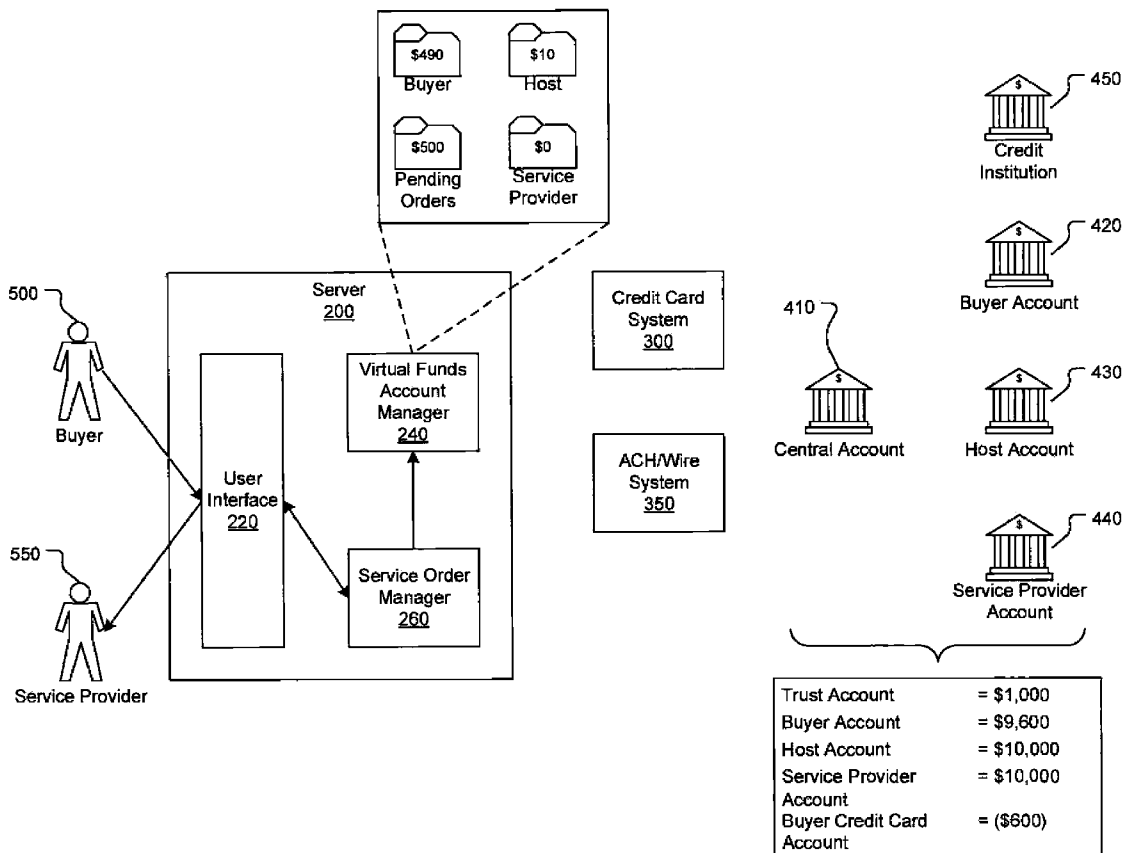 $490
Buyer
$10
Host
$500
Pending
Orders
$0
Service
Provider
$
450
Credit
Institution
$
420
Buyer Account
500
Buyer
Server
200
Credit Card
System
300
410
$
Central Account
$
430
Host Account
Virtual Funds
Account
Manager
240
User
Interface
220
ACH/Wire
System
350
550
Service Provider
Service Order
Manager
260
$
440
Service Provider
Account
Trust Account = $1,000
Buyer Account = $9,600
Host Account = $10,000
Service Provider = $10,000
Account
Buyer Credit Card = ($600)
Account